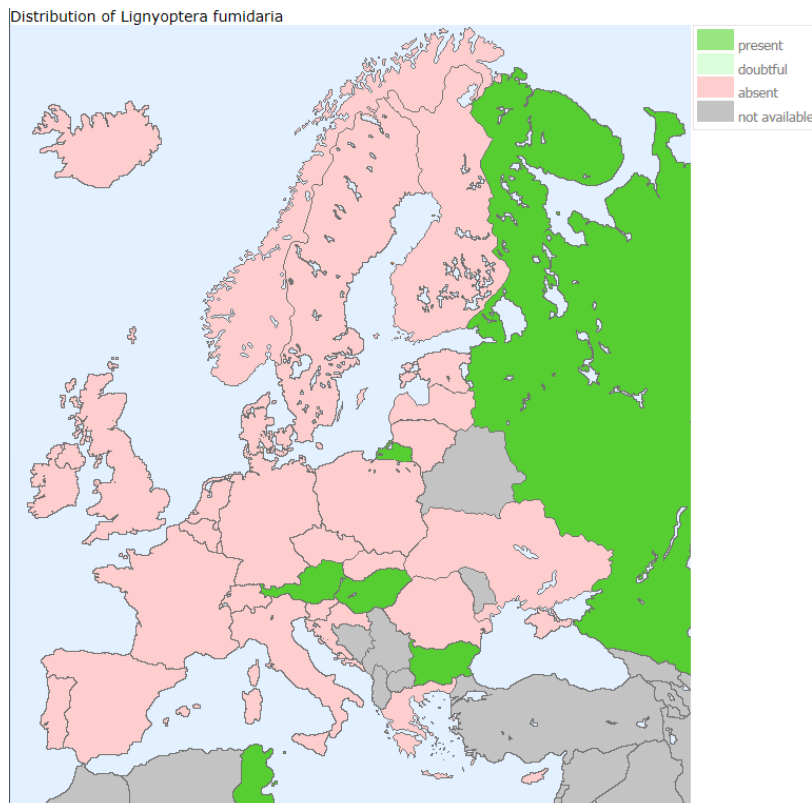 Distribution of Lignyoptera fumidaria
present
doubtful
absent
not available